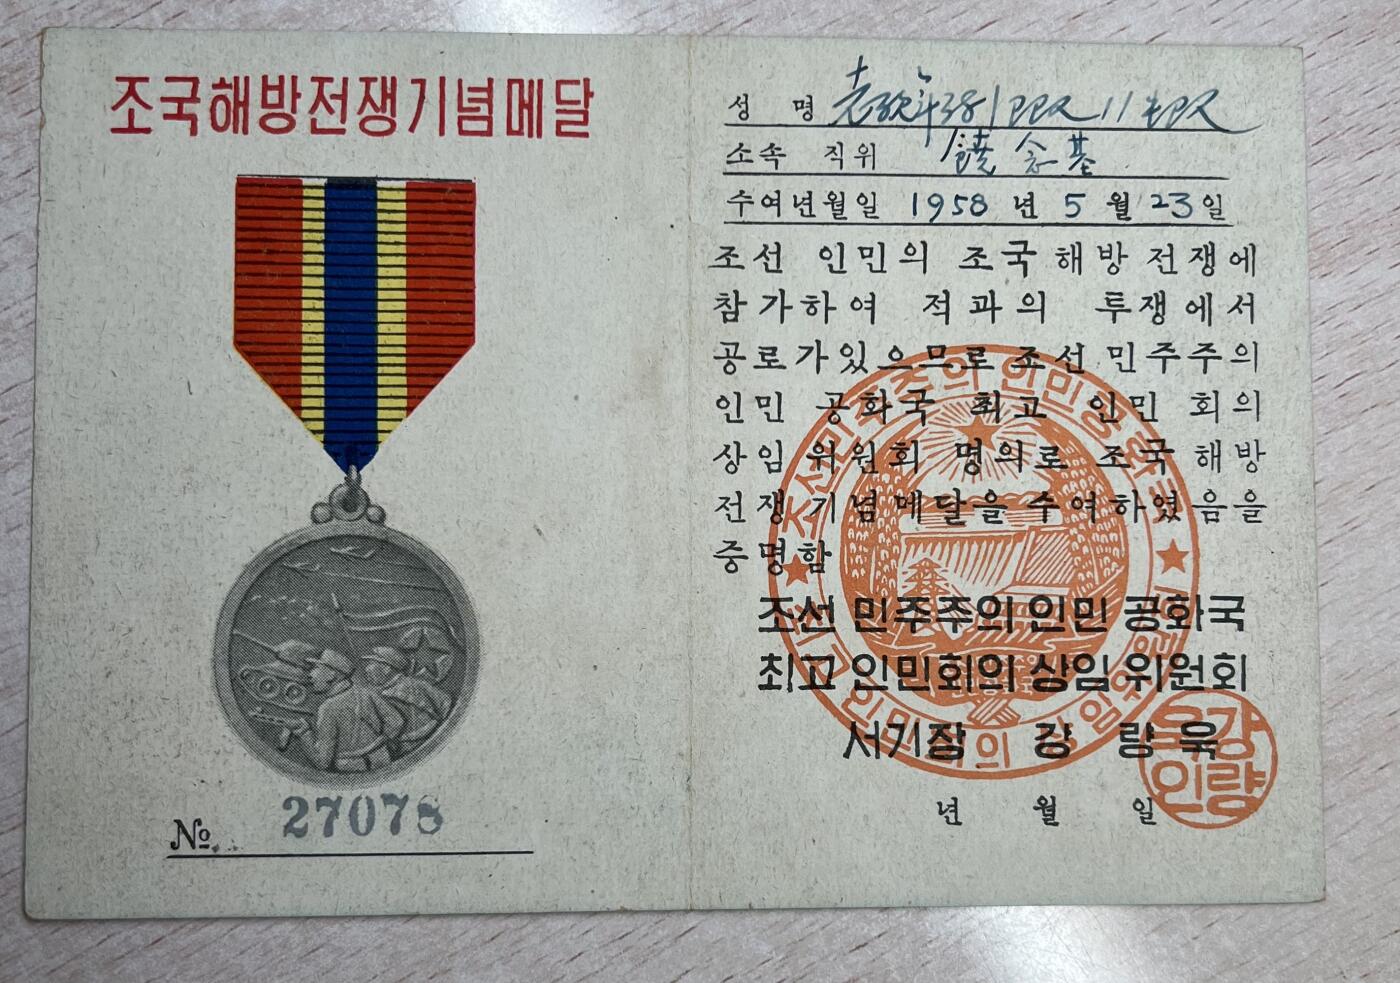 조국해방전쟁기념메달
№ 27078
성 명
소속 직위 饒念基
수여년월일 1958 년 5 월 23 일
조선 인민의 조국해방전쟁에
참가하여 적과의 투쟁에서
공로가있으므로 조선 민주주의
인민 공화국 최고 인민 회의
상임 위원회 명의로 조국 해방
전쟁기념메달을 수여하였음을
증명함
조선 민주주의 인민 공화국
최고 인민회의 상임 위원회
서기장 강 량 욱
년 월 일
강량욱인